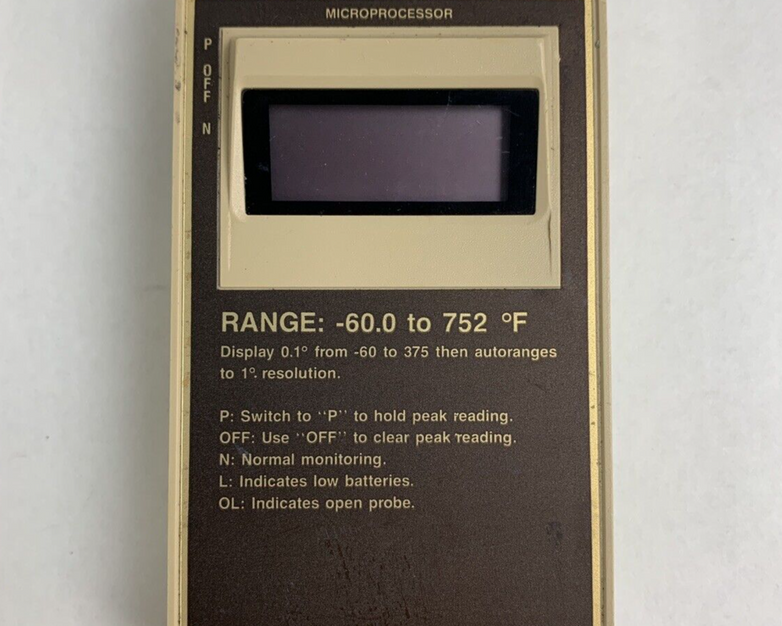 MICROPROCESSOR
P
OFF
N
RANGE: -60.0 to 752 °F
Display 0.1° from -60 to 375 then autoranges
to 1°. resolution.
P: Switch to "P" to hold peak reading.
OFF: Use "OFF" to clear peak reading.
N: Normal monitoring.
L: Indicates low batteries.
OL: Indicates open probe.